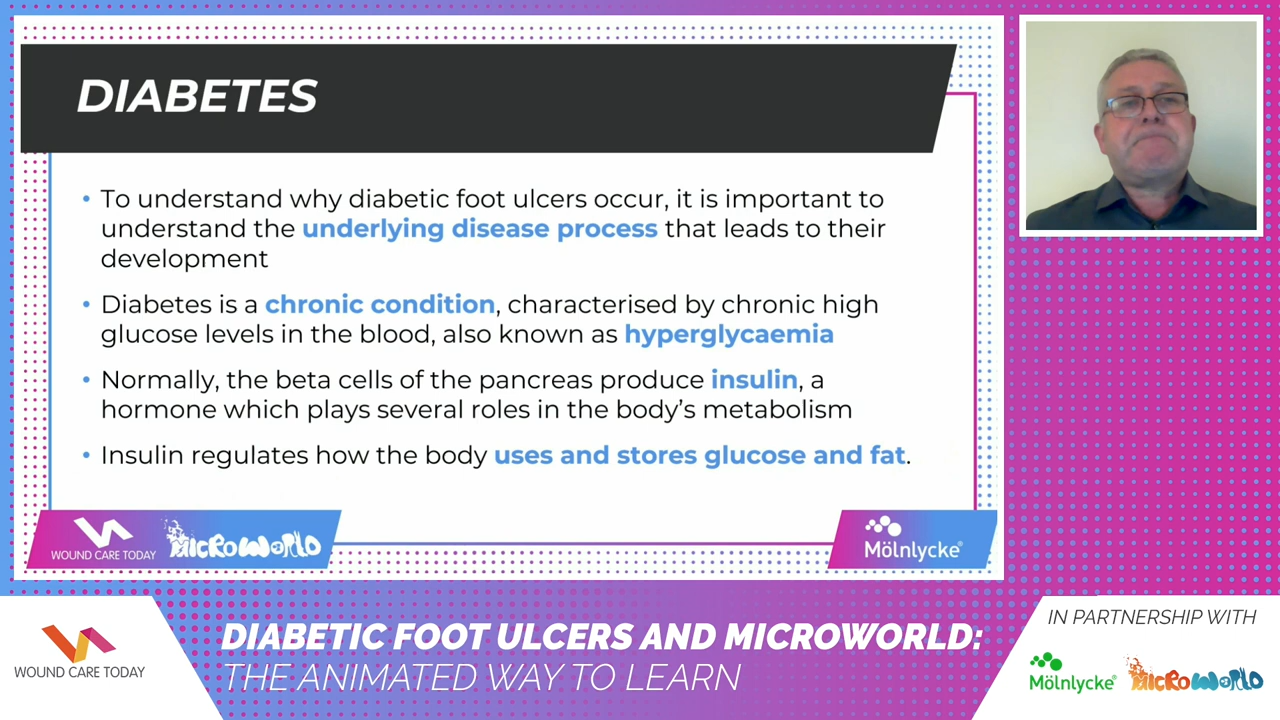 DIABETES
• To understand why diabetic foot ulcers occur, it is important to
understand the underlying disease process that leads to their
development
• Diabetes is a chronic condition, characterised by chronic high
glucose levels in the blood, also known as hyperglycaemia
• Normally, the beta cells of the pancreas produce insulin, a
hormone which plays several roles in the body’s metabolism
• Insulin regulates how the body uses and stores glucose and fat.
WOUND CARE TODAY
MICROWORLD
Mölnlycke®
WOUND CARE TODAY
DIABETIC FOOT ULCERS AND MICROWORLD:
THE ANIMATED WAY TO LEARN
IN PARTNERSHIP WITH
Mölnlycke®
MICROWORLD